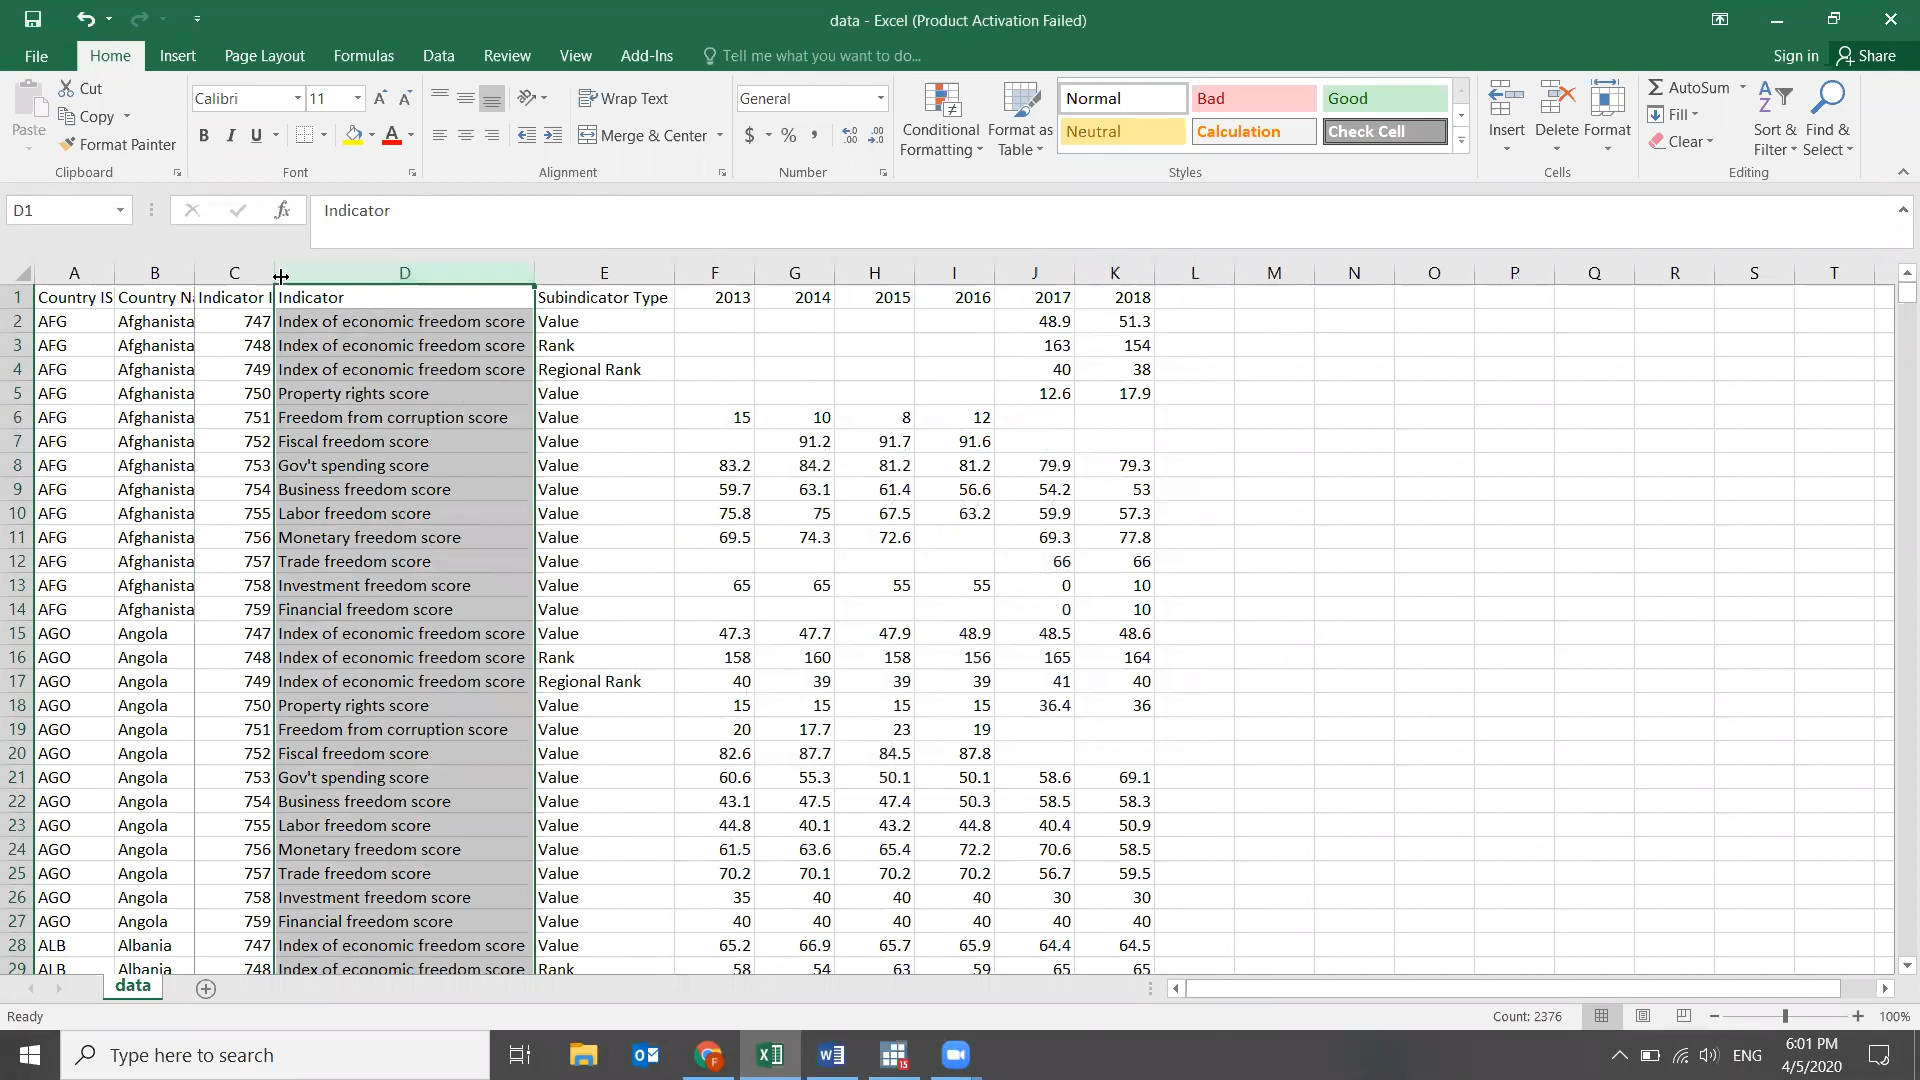 data - Excel (Product Activation Failed)
File Home Insert Page Layout Formulas Data Review View Add-Ins Tell me what you want to do... Sign in Share
Paste
Cut
Copy
Format Painter
Clipboard
Calibri 11
B I U
Font
Wrap Text
Merge & Center
Alignment
General
$ % ,
Number
Conditional Formatting
Format as Table
Normal Bad Good
Neutral Calculation Check Cell
Styles
Insert Delete Format
Cells
AutoSum
Fill
Clear
Sort & Filter
Find & Select
Editing
D1 fx Indicator
A B C D E F G H I J K L M N O P Q R S T
1 Country IS Country Na Indicator I Indicator Subindicator Type 2013 2014 2015 2016 2017 2018
2 AFG Afghanista 747 Index of economic freedom score Value 48.9 51.3
3 AFG Afghanista 748 Index of economic freedom score Rank 163 154
4 AFG Afghanista 749 Index of economic freedom score Regional Rank 40 38
5 AFG Afghanista 750 Property rights score Value 12.6 17.9
6 AFG Afghanista 751 Freedom from corruption score Value 15 10 8 12
7 AFG Afghanista 752 Fiscal freedom score Value 91.2 91.7 91.6
8 AFG Afghanista 753 Gov't spending score Value 83.2 84.2 81.2 81.2 79.9 79.3
9 AFG Afghanista 754 Business freedom score Value 59.7 63.1 61.4 56.6 54.2 53
10 AFG Afghanista 755 Labor freedom score Value 75.8 75 67.5 63.2 59.9 57.3
11 AFG Afghanista 756 Monetary freedom score Value 69.5 74.3 72.6 69.3 77.8
12 AFG Afghanista 757 Trade freedom score Value 66 66
13 AFG Afghanista 758 Investment freedom score Value 65 65 55 55 0 10
14 AFG Afghanista 759 Financial freedom score Value 0 10
15 AGO Angola 747 Index of economic freedom score Value 47.3 47.7 47.9 48.9 48.5 48.6
16 AGO Angola 748 Index of economic freedom score Rank 158 160 158 156 165 164
17 AGO Angola 749 Index of economic freedom score Regional Rank 40 39 39 39 41 40
18 AGO Angola 750 Property rights score Value 15 15 15 15 36.4 36
19 AGO Angola 751 Freedom from corruption score Value 20 17.7 23 19
20 AGO Angola 752 Fiscal freedom score Value 82.6 87.7 84.5 87.8
21 AGO Angola 753 Gov't spending score Value 60.6 55.3 50.1 50.1 58.6 69.1
22 AGO Angola 754 Business freedom score Value 43.1 47.5 47.4 50.3 58.5 58.3
23 AGO Angola 755 Labor freedom score Value 44.8 40.1 43.2 44.8 40.4 50.9
24 AGO Angola 756 Monetary freedom score Value 61.5 63.6 65.4 72.2 70.6 58.5
25 AGO Angola 757 Trade freedom score Value 70.2 70.1 70.2 70.2 56.7 59.5
26 AGO Angola 758 Investment freedom score Value 35 40 40 40 30 30
27 AGO Angola 759 Financial freedom score Value 40 40 40 40 40 40
28 ALB Albania 747 Index of economic freedom score Value 65.2 66.9 65.7 65.9 64.4 64.5
29 ALB Albania 748 Index of economic freedom score Rank 58 54 63 59 65 65
data
Ready Count: 2376 100%
Type here to search 15 ENG 6:01 PM
4/5/2020